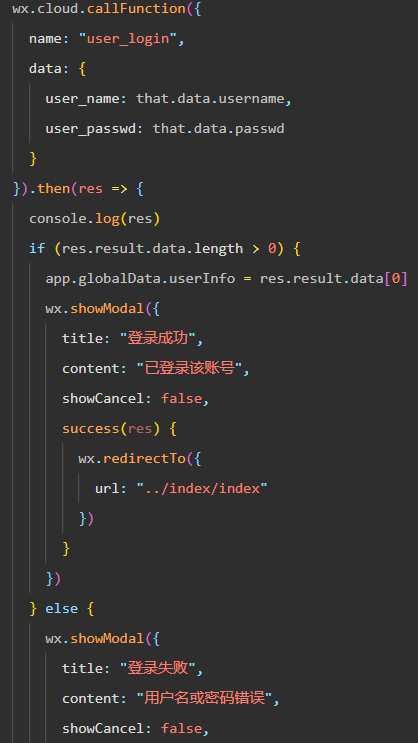 wx.cloud.callFunction({
name: "user_login",
data: {
user_name: that.data.username,
user_passwd: that.data.passwd
}
}).then(res => {
console.log(res)
if (res.result.data.length > 0) {
app.globalData.userInfo = res.result.data[0]
wx.showModal({
title: "登录成功",
content: "已登录该账号",
showCancel: false,
success(res) {
wx.redirectTo({
url: "../index/index"
})
}
})
} else {
wx.showModal({
title: "登录失败",
content: "用户名或密码错误",
showCancel: false,